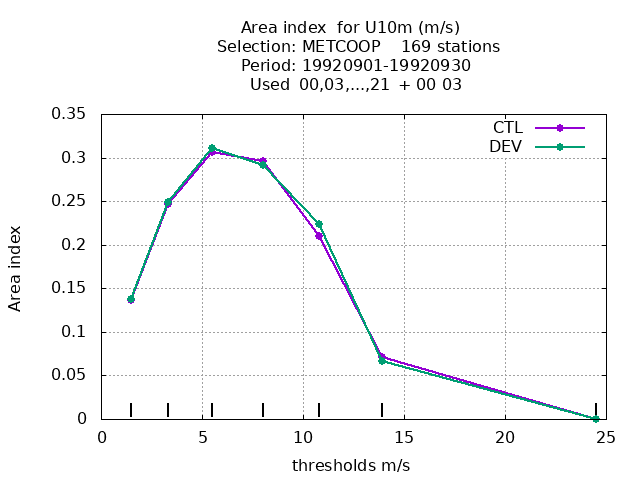 Area index  for U10m (m/s)
Selection: METCOOP    169 stations
Period: 19920901-19920930
Used  00,03,...,21  + 00 03
CTL
DEV
0.35
0.3
0.25
0.2
0.15
0.1
0.05
0
Area index
0 5 10 15 20 25
thresholds m/s